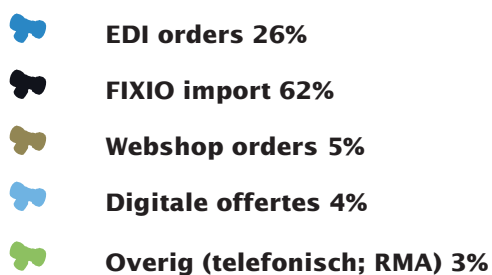 EDI orders 26%
FIXIO import 62%
Webshop orders 5%
Digitale offertes 4%
Overig (telefonisch; RMA) 3%